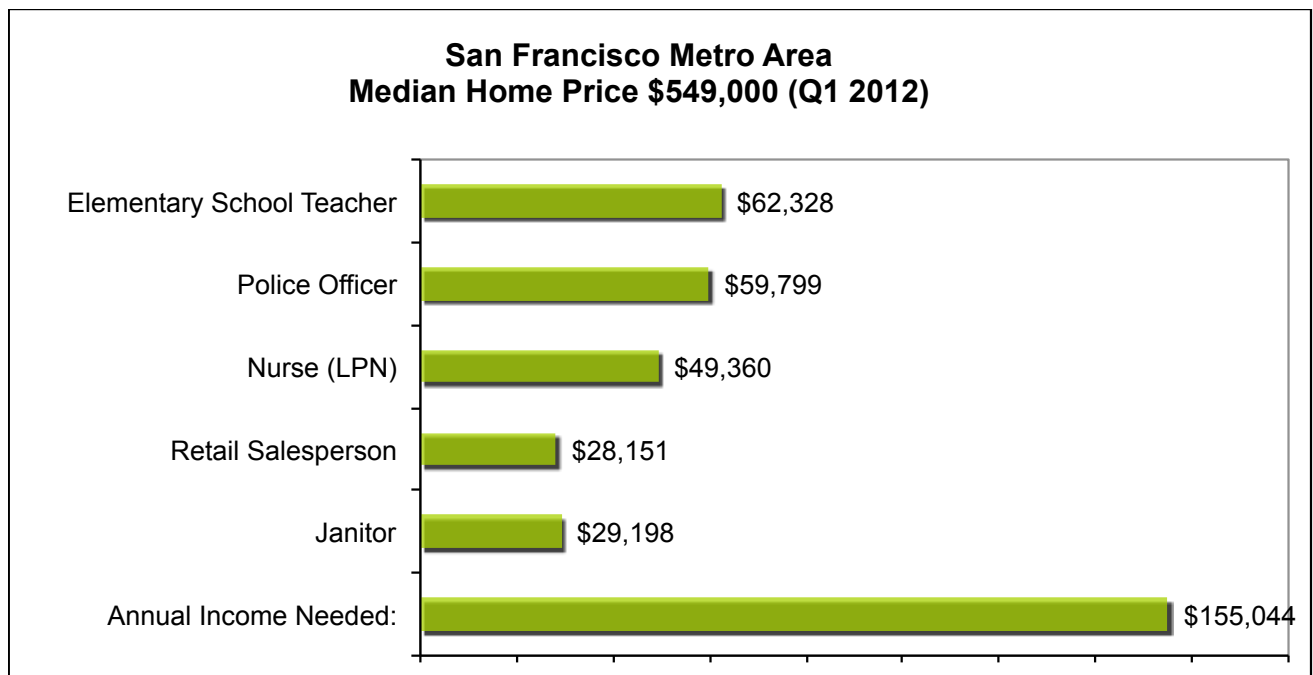 San Francisco Metro Area
Median Home Price $549,000 (Q1 2012)
Elementary School Teacher $62,328
Police Officer $59,799
Nurse (LPN) $49,360
Retail Salesperson $28,151
Janitor $29,198
Annual Income Needed: $155,044